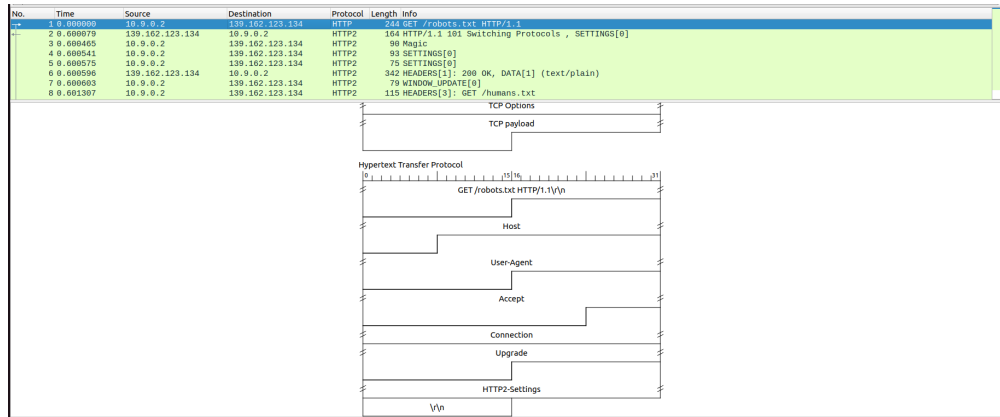 No. Time Source Destination Protocol Length Info
1 0.000000 10.9.0.2 139.162.123.134 HTTP 244 GET /robots.txt HTTP/1.1
2 0.600079 139.162.123.134 10.9.0.2 HTTP2 164 HTTP/1.1 101 Switching Protocols , SETTINGS[0]
3 0.600465 10.9.0.2 139.162.123.134 HTTP2 90 Magic
4 0.600541 10.9.0.2 139.162.123.134 HTTP2 93 SETTINGS[0]
5 0.600575 10.9.0.2 139.162.123.134 HTTP2 75 SETTINGS[0]
6 0.600596 139.162.123.134 10.9.0.2 HTTP2 342 HEADERS[1]: 200 OK, DATA[1] (text/plain)
7 0.600603 10.9.0.2 139.162.123.134 HTTP2 79 WINDOW_UPDATE[0]
8 0.601307 10.9.0.2 139.162.123.134 HTTP2 115 HEADERS[3]: GET /humans.txt
TCP Options
TCP payload
Hypertext Transfer Protocol
0 15 16 31
GET /robots.txt HTTP/1.1\r\n
Host
User-Agent
Accept
Connection
Upgrade
HTTP2-Settings
\r\n